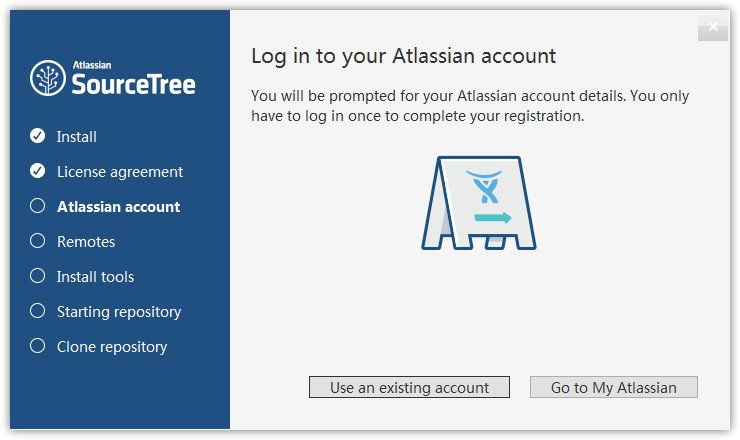 Atlassian
SourceTree
Install
License agreement
Atlassian account
Remotes
Install tools
Starting repository
Clone repository
Log in to your Atlassian account
You will be prompted for your Atlassian account details. You only
have to log in once to complete your registration.
Use an existing account
Go to My Atlassian